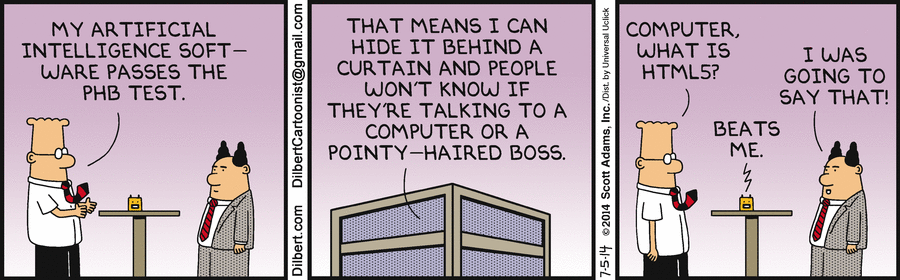 MY ARTIFICIAL
INTELLIGENCE SOFT-
WARE PASSES THE
PHB TEST.
Dilbert.com DilbertCartoonist@gmail.com
THAT MEANS I CAN
HIDE IT BEHIND A
CURTAIN AND PEOPLE
WON'T KNOW IF
THEY'RE TALKING TO A
COMPUTER OR A
POINTY-HAIRED BOSS.
7-5-14 ©2014 Scott Adams, Inc. /Dist. by Universal Uclick
COMPUTER,
WHAT IS
HTML5?
BEATS
ME.
I WAS
GOING TO
SAY THAT!